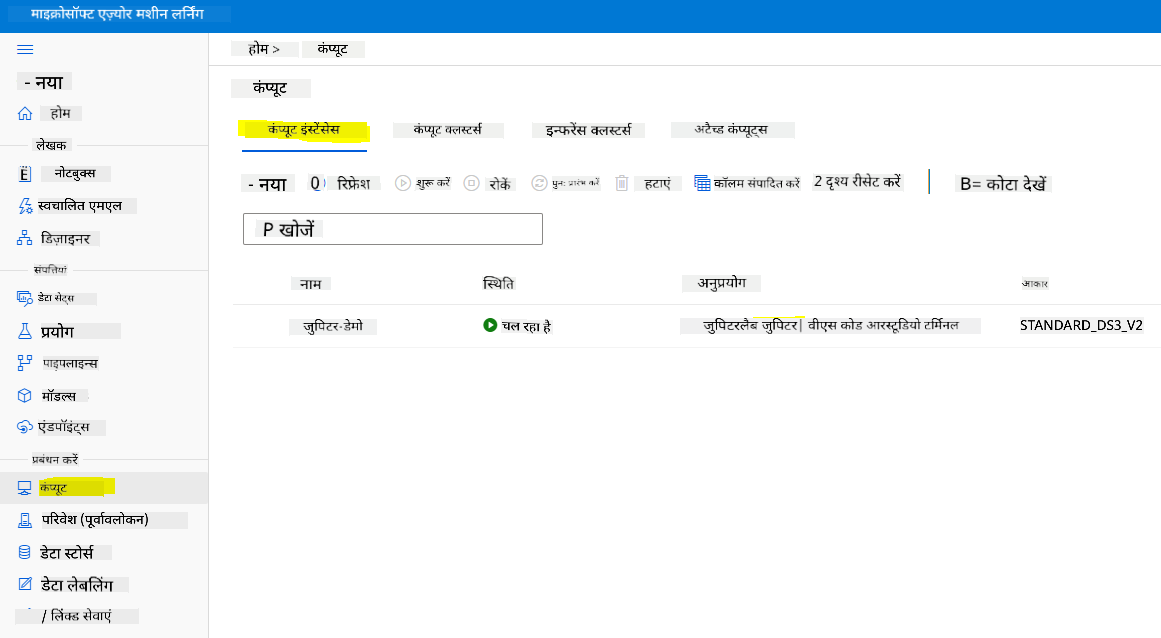 माइक्रोसॉफ्ट एज़्योर मशीन लर्निंग
- नया
होम
लेखक
नोटबुक्स
स्वचालित एमएल
डिज़ाइनर
संपत्तियां
डेटा सेट्स
प्रयोग
पाइपलाइन्स
मॉडल्स
एंडपॉइंट्स
प्रबंधन करें
कंप्यूट
परिवेश (पूर्वावलोकन)
डेटा स्टोर्स
डेटा लेबलिंग
/ लिंक्ड सेवाएं
होम > कंप्यूट
कंप्यूट
कंप्यूट इंस्टेंसेस कंप्यूट क्लस्टर्स इन्फरेंस क्लस्टर्स अटैच्ड कंप्यूट्स
- नया 0) रिफ्रेश शुरू करें रोकें पुनः प्रारंभ करें हटाएं कॉलम संपादित करें 2 दृश्य रीसेट करें B= कोटा देखें
P खोजें
नाम स्थिति अनुप्रयोग आकार
जुपिटर-डेमो चल रहा है जुपिटरलैब जुपिटर| वीएस कोड आरस्टूडियो टर्मिनल STANDARD_DS3_V2